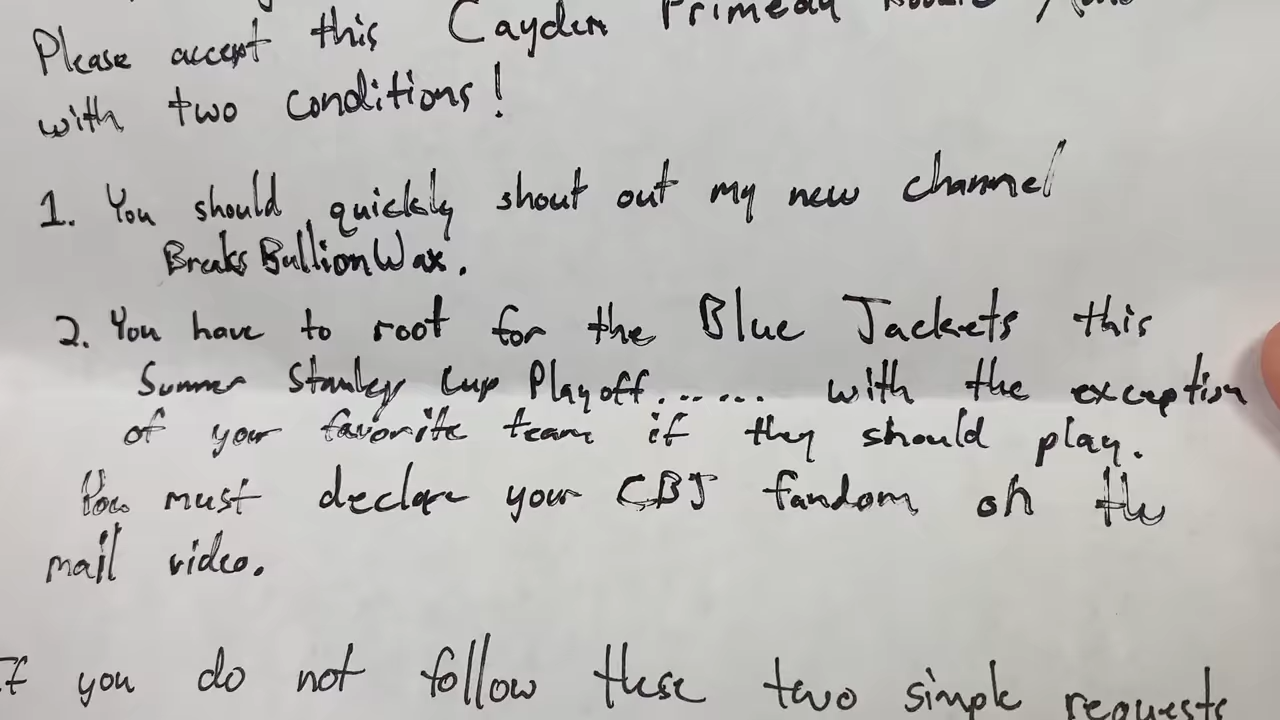 Please accept this Cayden Primeau
with two conditions!
1. You should quickly shout out my new channel
BreaksBullionWax.
2. You have to root for the Blue Jackets this
Summer Stanley Cup Playoff...... with the exception
of your favorite team if they should play.
You must declare your CBJ fandom on the
mail video.
If you do not follow these two simple requests